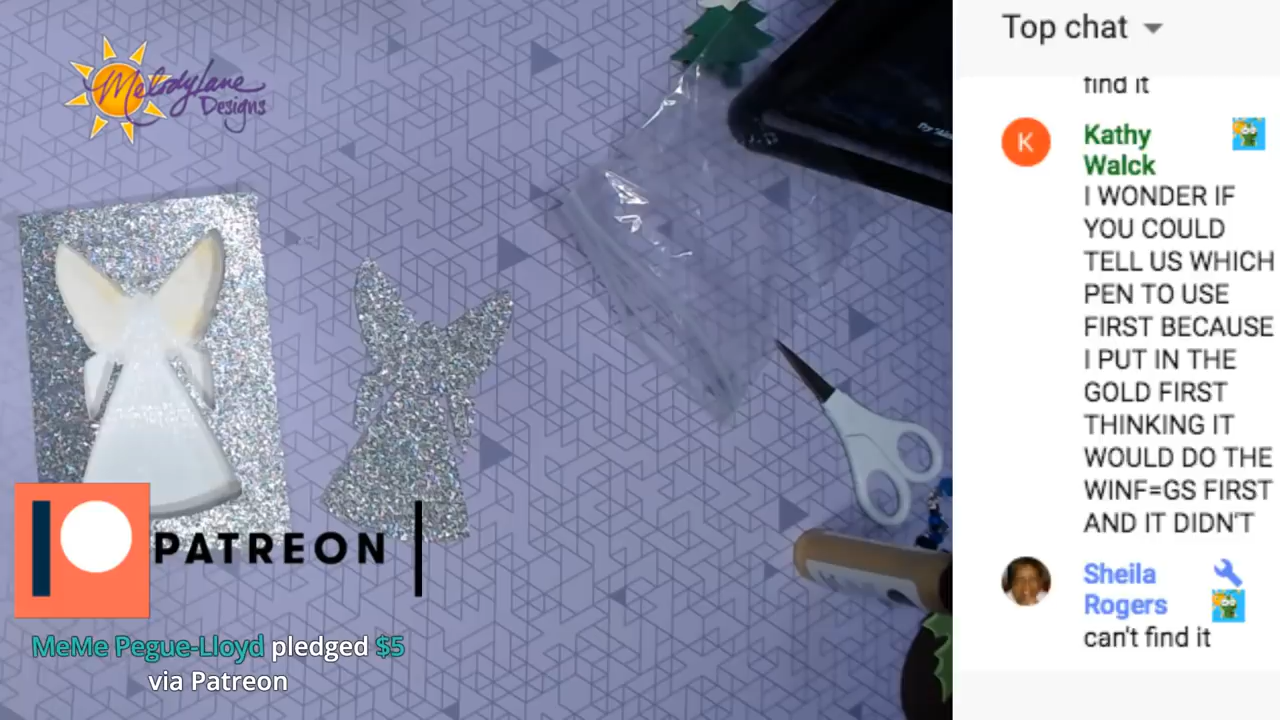 MelodyLane
Designs
PATREON
MeMe Pegue-Lloyd pledged $5
via Patreon
Top chat
find it
K
Kathy
Walck
I WONDER IF
YOU COULD
TELL US WHICH
PEN TO USE
FIRST BECAUSE
I PUT IN THE
GOLD FIRST
THINKING IT
WOULD DO THE
WINF=GS FIRST
AND IT DIDN'T
Sheila
Rogers
can't find it